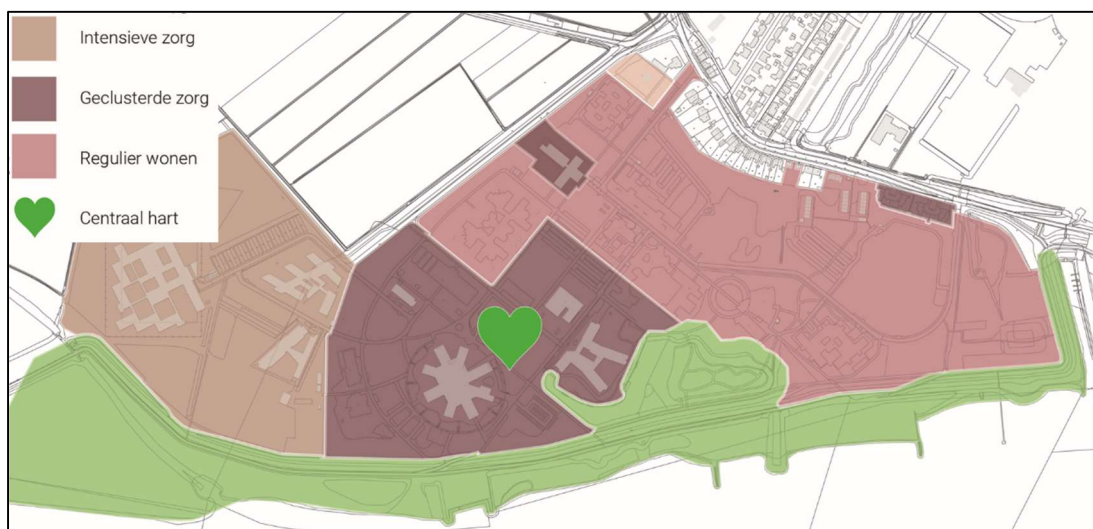 Intensieve zorg
Geclusterde zorg
Regulier wonen
Centraal hart